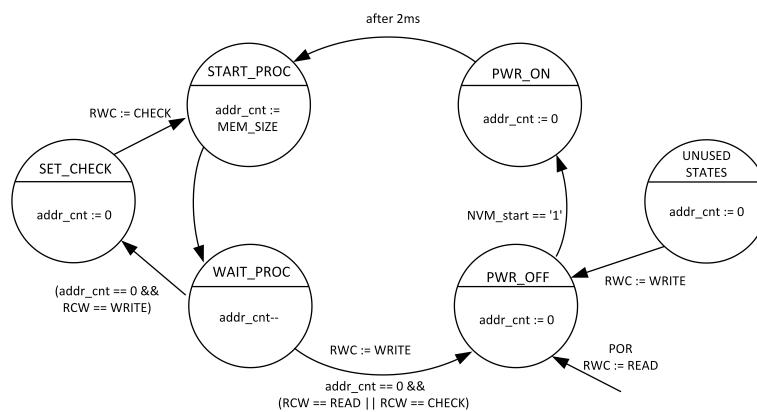 after 2ms
START_PROC
addr_cnt :=
MEM_SIZE
PWR_ON
addr_cnt := 0
RWC := CHECK
SET_CHECK
addr_cnt := 0
UNUSED
STATES
addr_cnt := 0
NVM_start == '1'
WAIT_PROC
addr_cnt--
PWR_OFF
addr_cnt := 0
RWC := WRITE
(addr_cnt == 0 &&
RCW == WRITE)
RWC := WRITE
POR
RWC := READ
addr_cnt == 0 &&
(RCW == READ || RCW == CHECK)